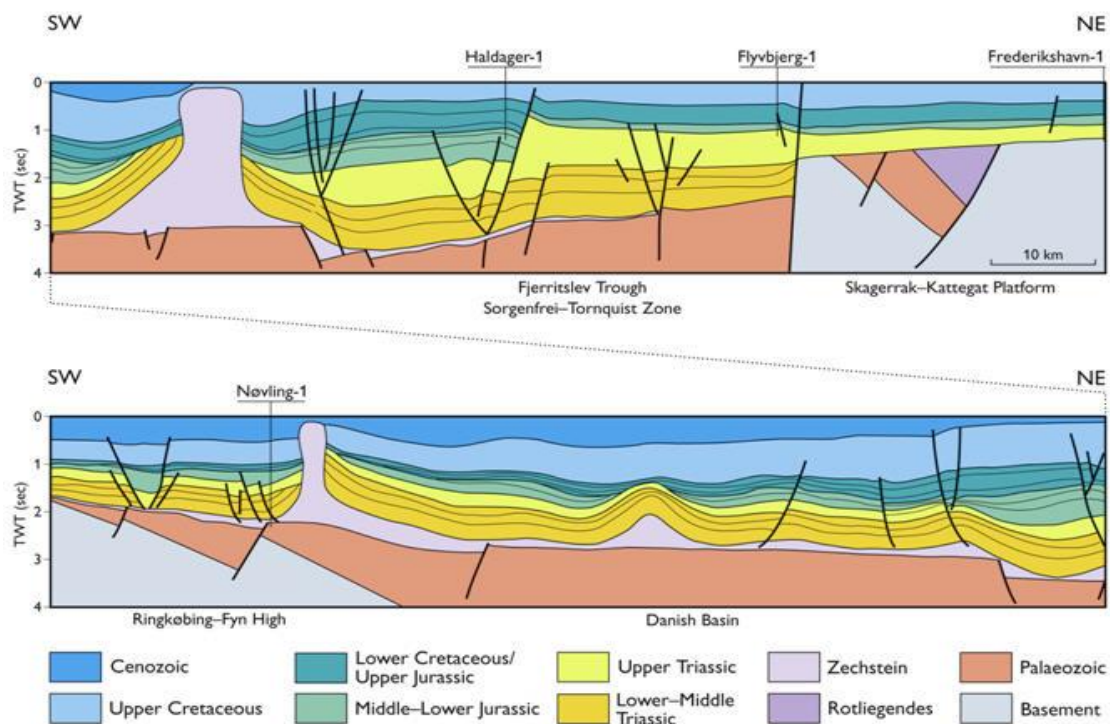 SW NE
Haldager-1 Flyvbjerg-1 Frederikshavn-1
0
1
2
3
4
TWT (sec)
10 km
Fjerritslev Trough Skagerrak–Kattegat Platform
Sorgenfrei–Tornquist Zone
SW NE
Nøvling-1
0
1
2
3
4
TWT (sec)
Ringkøbing–Fyn High Danish Basin
Cenozoic
Upper Cretaceous
Lower Cretaceous/
Upper Jurassic
Middle–Lower Jurassic
Upper Triassic
Lower–Middle
Triassic
Zechstein
Rotliegendes
Palaeozoic
Basement